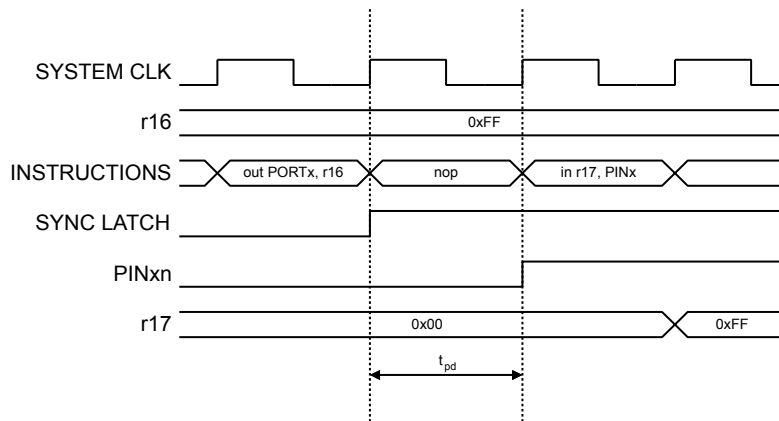 SYSTEM CLK
r16
0xFF
INSTRUCTIONS
out PORTx, r16
nop
in r17, PINx
SYNC LATCH
PINxn
r17
0x00
0xFF
tpd